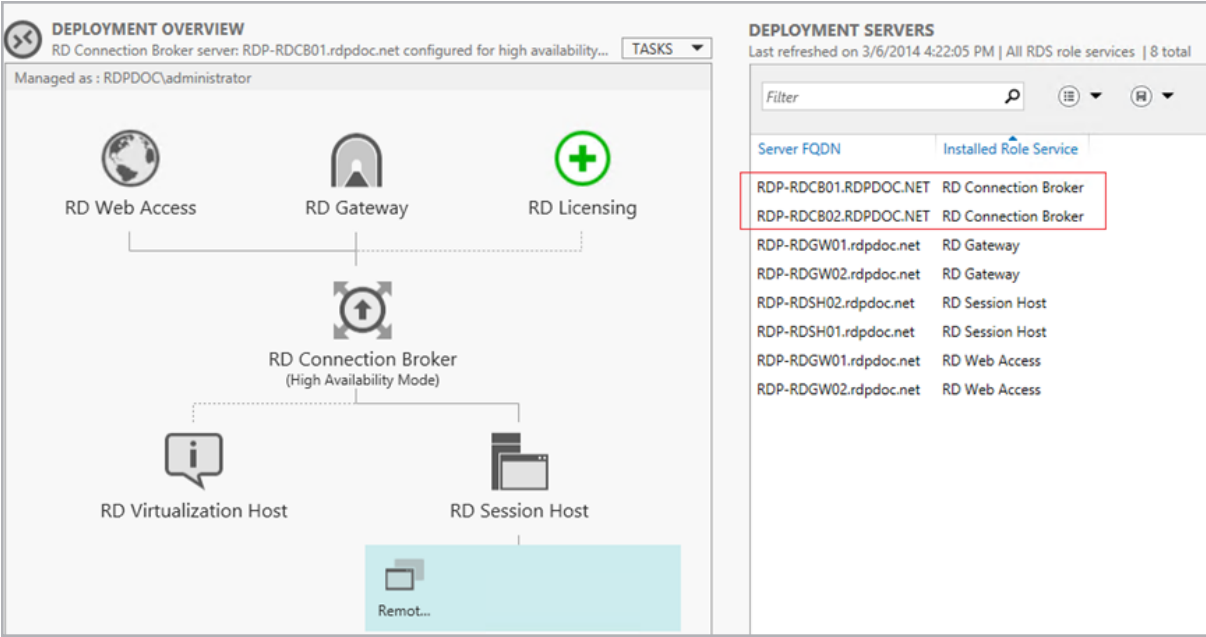 DEPLOYMENT OVERVIEW
RD Connection Broker server: RDP-RDCB01.rdpdoc.net configured for high availability...
TASKS
Managed as : RDPDOC\administrator
RD Web Access
RD Gateway
RD Licensing
RD Connection Broker
(High Availability Mode)
RD Virtualization Host
RD Session Host
Remot...
DEPLOYMENT SERVERS
Last refreshed on 3/6/2014 4:22:05 PM | All RDS role services | 8 total
Filter
Server FQDN Installed Role Service
RDP-RDCB01.RDPDOC.NET RD Connection Broker
RDP-RDCB02.RDPDOC.NET RD Connection Broker
RDP-RDGW01.rdpdoc.net RD Gateway
RDP-RDGW02.rdpdoc.net RD Gateway
RDP-RDSH02.rdpdoc.net RD Session Host
RDP-RDSH01.rdpdoc.net RD Session Host
RDP-RDGW01.rdpdoc.net RD Web Access
RDP-RDGW02.rdpdoc.net RD Web Access